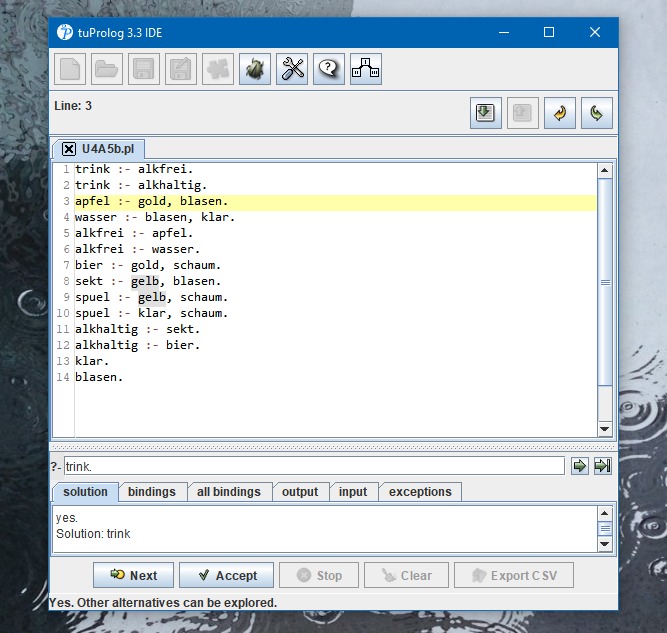 tuProlog 3.3 IDE
Line: 3
U4A5b.pl
1 trink :- alkfrei.
2 trink :- alkhaltig.
3 apfel :- gold, blasen.
4 wasser :- blasen, klar.
5 alkfrei :- apfel.
6 alkfrei :- wasser.
7 bier :- gold, schaum.
8 sekt :- gelb, blasen.
9 spuel :- gelb, schaum.
10 spuel :- klar, schaum.
11 alkhaltig :- sekt.
12 alkhaltig :- bier.
13 klar.
14 blasen.
?- trink.
solution bindings all bindings output input exceptions
yes.
Solution: trink
Next Accept Stop Clear Export CSV
Yes. Other alternatives can be explored.